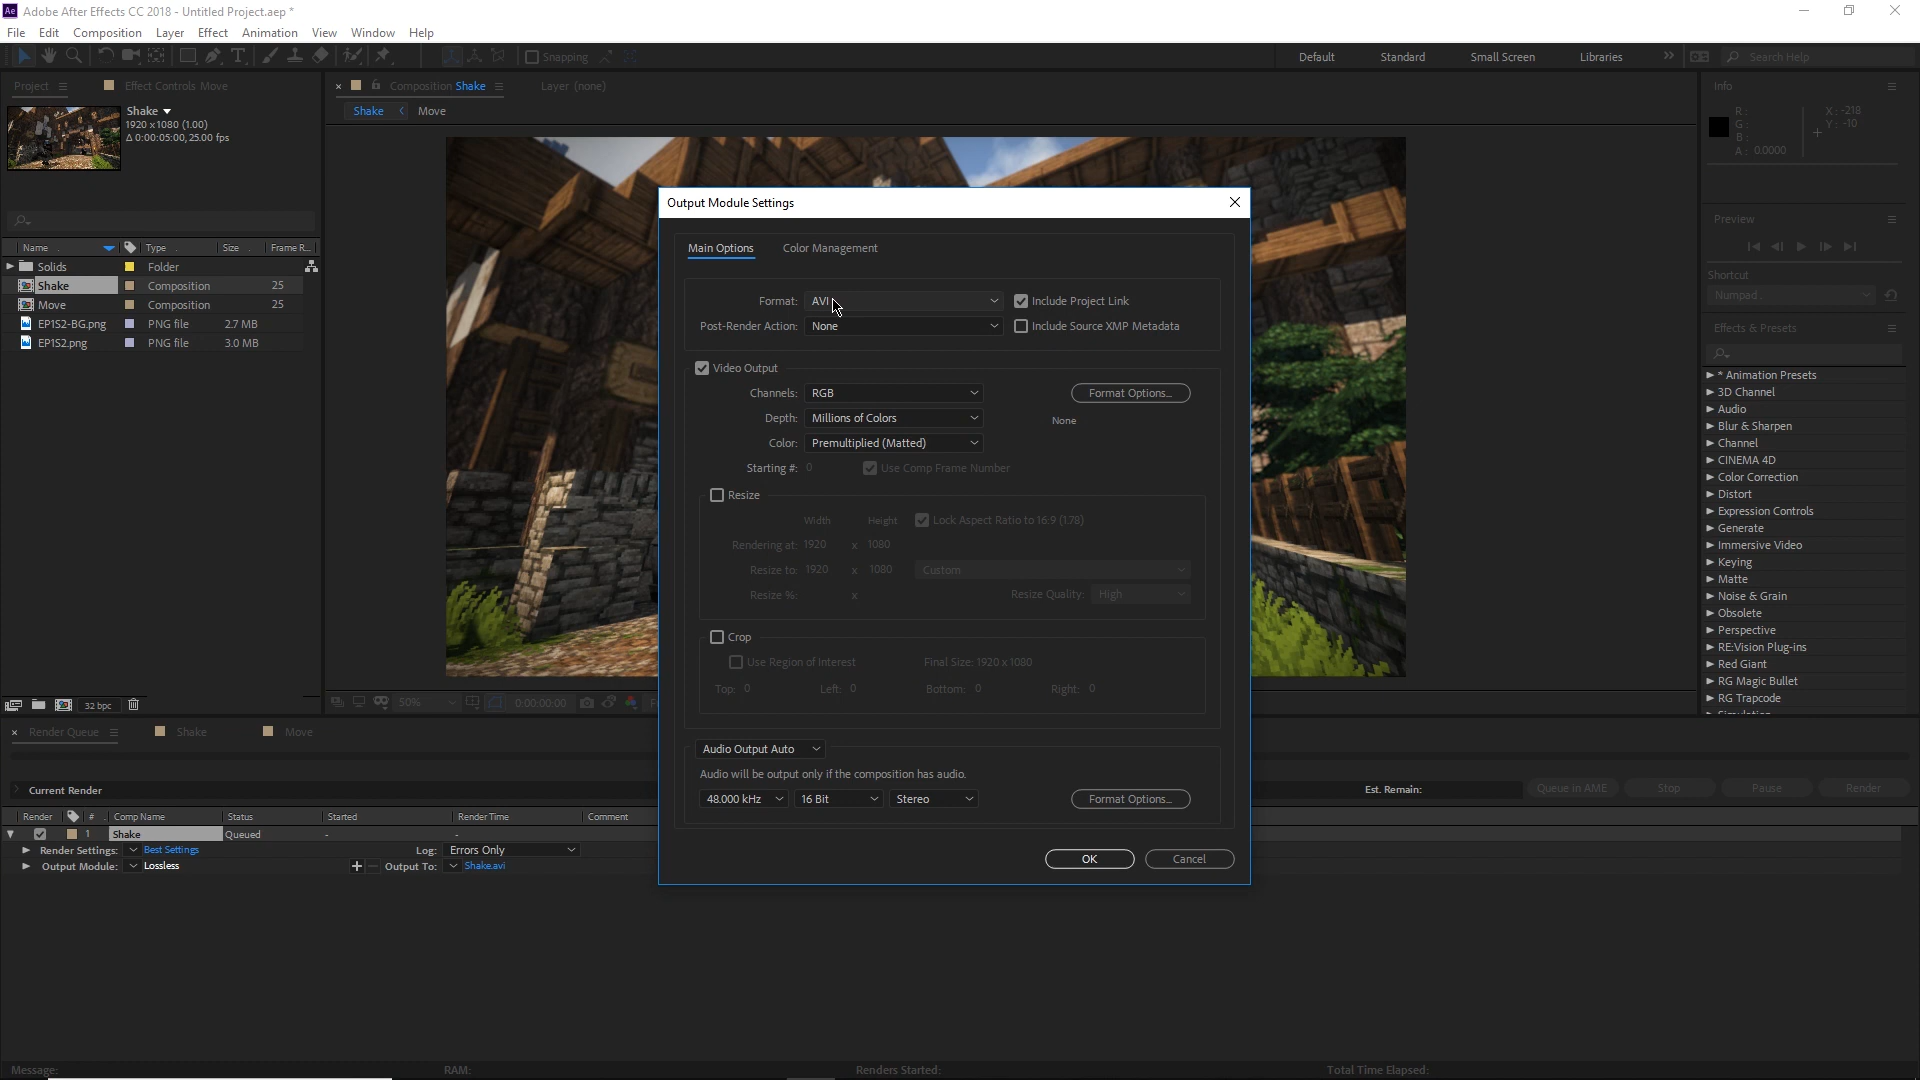 Ae Adobe After Effects CC 2018 - Untitled Project.aep *
File Edit Composition Layer Effect Animation View Window Help
Snapping Default Standard Small Screen Libraries Search Help
Project Effect Controls Move
Composition Shake Layer (none)
Shake Move
Shake
1920 x 1080 (1.00)
Δ 0:00:05:00, 25.00 fps
Name Type Size Frame R...
Solids Folder
Shake Composition 25
Move Composition 25
EP1S2-BG.png PNG file 2.7 MB
EP1S2.png PNG file 3.0 MB
32 bpc
50% 0:00:00:00
Output Module Settings
Main Options Color Management
Format: AVI Include Project Link
Post-Render Action: None Include Source XMP Metadata
Video Output
Channels: RGB Format Options...
Depth: Millions of Colors None
Color: Premultiplied (Matted)
Starting #: 0 Use Comp Frame Number
Resize
Width Height Lock Aspect Ratio to 16:9 (1.78)
Rendering at: 1920 x 1080
Resize to: 1920 x 1080 Custom
Resize %: x Resize Quality: High
Crop
Use Region of Interest Final Size: 1920 x 1080
Top: 0 Left: 0 Bottom: 0 Right: 0
Audio Output Auto
Audio will be output only if the composition has audio.
48.000 kHz 16 Bit Stereo Format Options...
OK Cancel
Info
R: X: -218
G: Y: -10
B:
A: 0.0000
Preview
Shortcut
Numpad .
Effects & Presets
* Animation Presets
3D Channel
Audio
Blur & Sharpen
Channel
CINEMA 4D
Color Correction
Distort
Expression Controls
Generate
Immersive Video
Keying
Matte
Noise & Grain
Obsolete
Perspective
RE:Vision Plug-ins
Red Giant
RG Magic Bullet
RG Trapcode
Render Queue Shake Move
Current Render Est. Remain: Queue in AME Stop Pause Render
Render # Comp Name Status Started Render Time Comment
1 Shake Queued - -
Render Settings: Best Settings Log: Errors Only
Output Module: Lossless Output To: Shake.avi
Message: RAM: Renders Started: Total Time Elapsed: